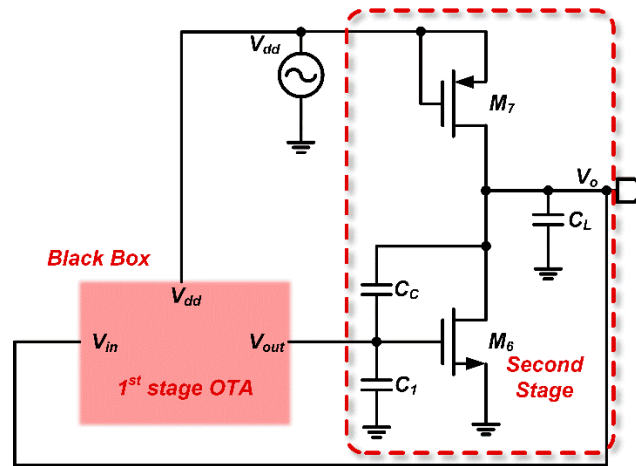 Vdd
M7
Vo
CL
Black Box
Vdd
CC
Vin
Vout
M6
1st stage OTA
C1
Second
Stage